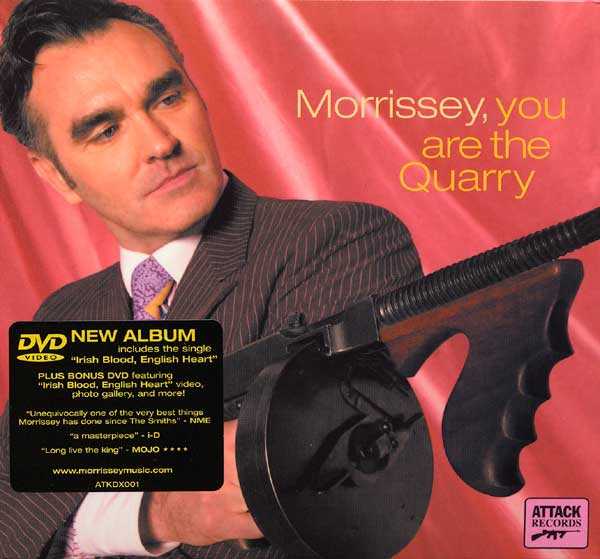 Morrissey, you
are the
Quarry
DVD
VIDEO
NEW ALBUM
includes the single
“Irish Blood, English Heart”
PLUS BONUS DVD featuring
“Irish Blood, English Heart” video,
photo gallery, and more!
“Unequivocally one of the very best things
Morrissey has done since The Smiths” - NME
“a masterpiece” - i-D
“Long live the king” - MOJO ****
www.morrisseymusic.com
ATKDX001
ATTACK
RECORDS